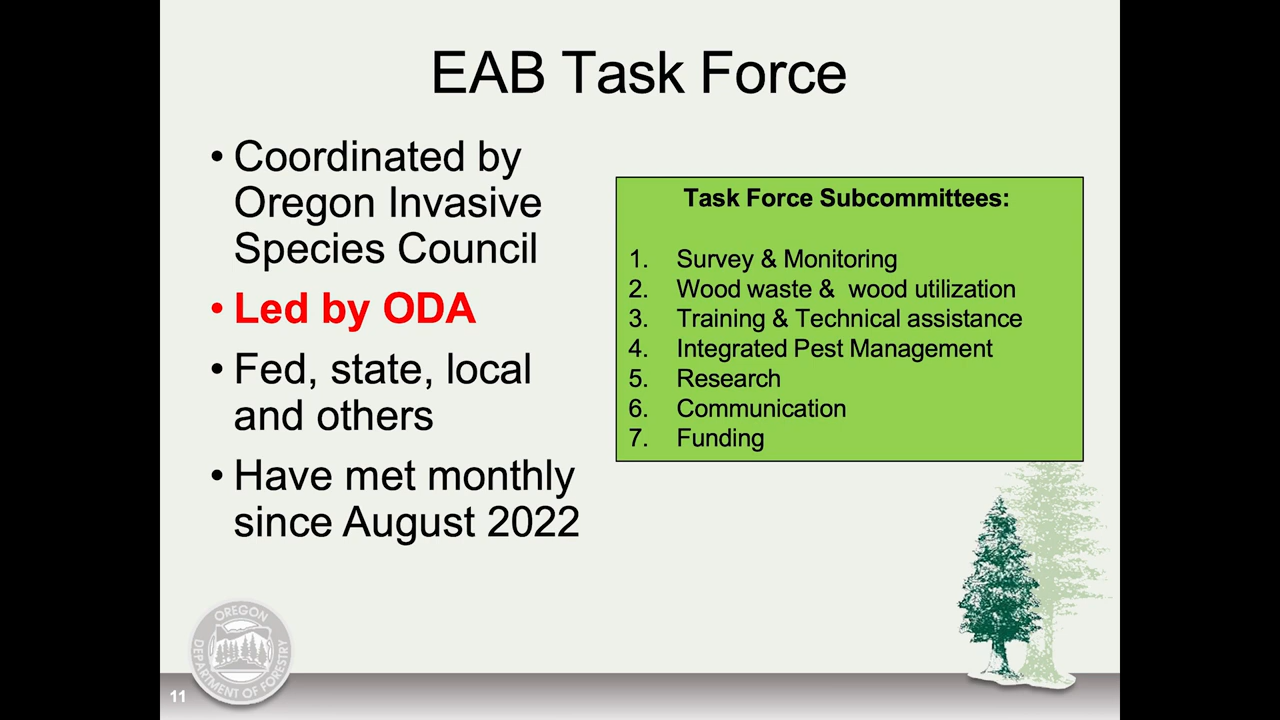 EAB Task Force
• Coordinated by
Oregon Invasive
Species Council
• Led by ODA
• Fed, state, local
and others
• Have met monthly
since August 2022
Task Force Subcommittees:
1. Survey & Monitoring
2. Wood waste & wood utilization
3. Training & Technical assistance
4. Integrated Pest Management
5. Research
6. Communication
7. Funding
OREGON
DEPARTMENT OF FORESTRY
11